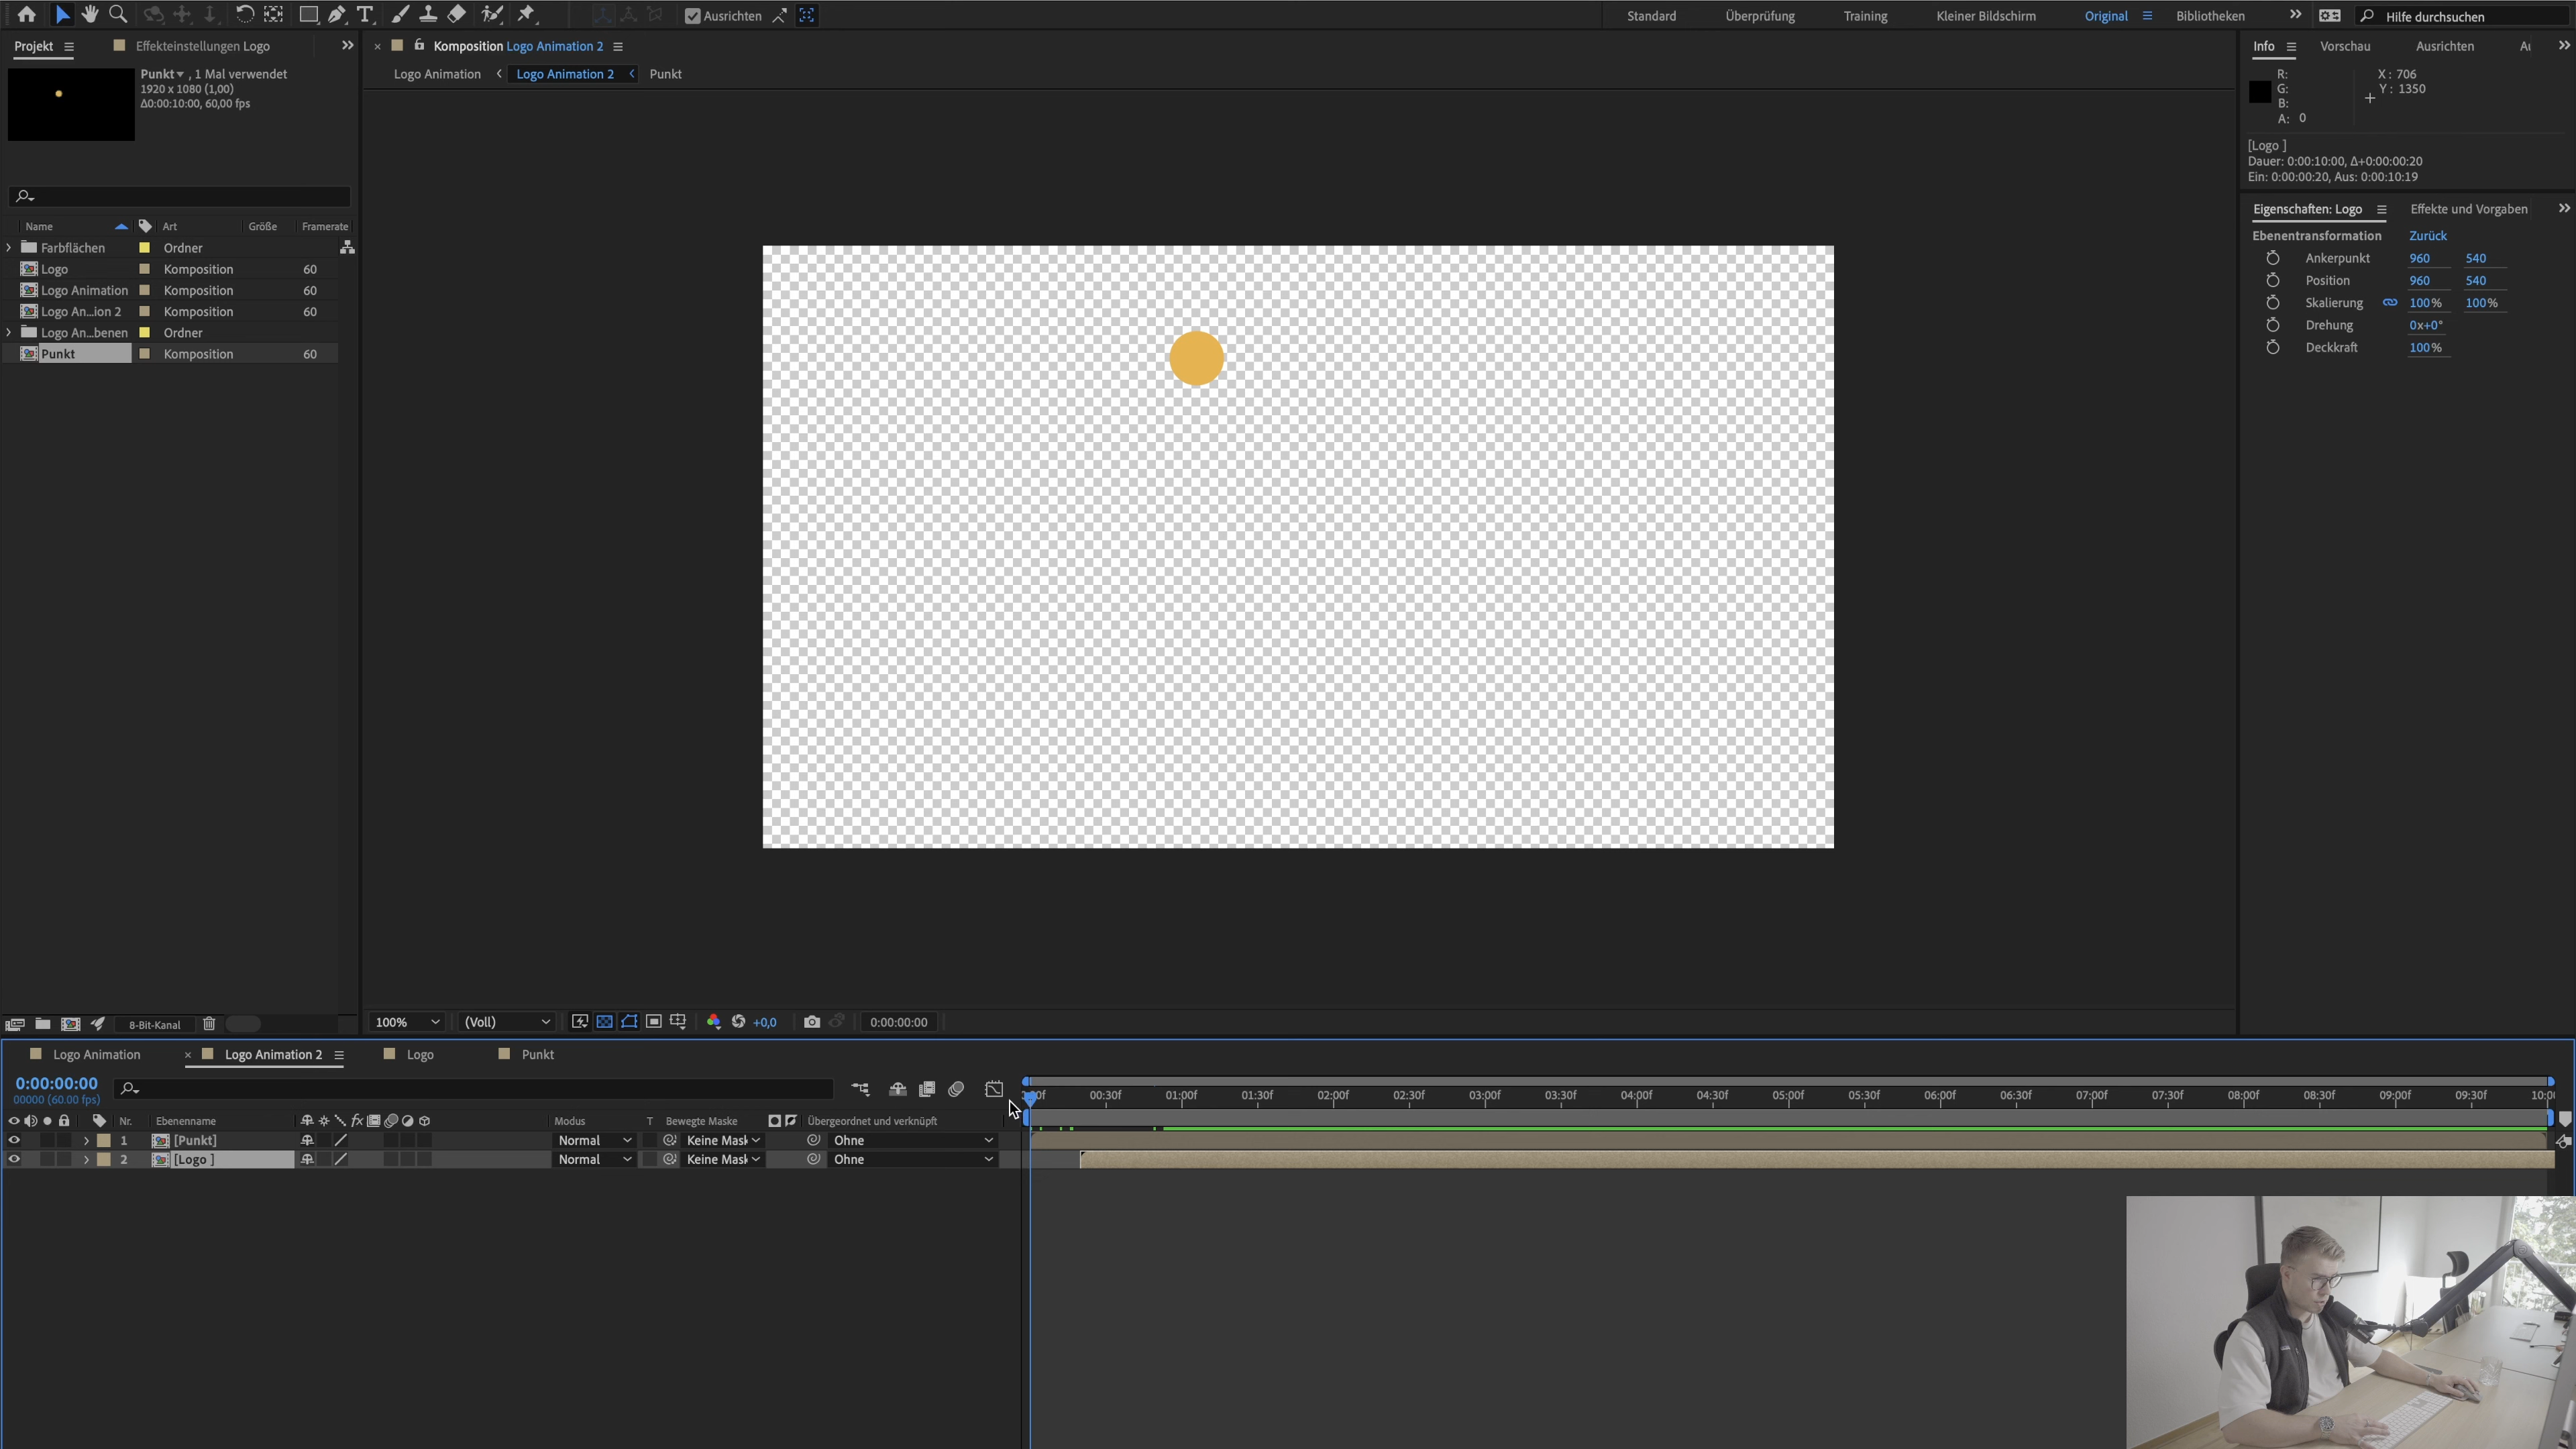 Ausrichten
Standard
Überprüfung
Training
Kleiner Bildschirm
Original
Bibliotheken
Hilfe durchsuchen
Projekt
Effekteinstellungen Logo
Komposition Logo Animation 2
Info
Vorschau
Ausrichten
Logo Animation
Logo Animation 2
Punkt
Punkt , 1 Mal verwendet
1920 x 1080 (1,00)
Δ0:00:10:00, 60,00 fps
R:
G:
B:
A: 0
X: 706
Y: 1350
[Logo ]
Dauer: 0:00:10:00, Δ+0:00:00:20
Ein: 0:00:00:20, Aus: 0:00:10:19
Eigenschaften: Logo
Effekte und Vorgaben
Ebenentransformation Zurück
Ankerpunkt 960 540
Position 960 540
Skalierung 100% 100%
Drehung 0x+0°
Deckkraft 100%
Name Art Größe Framerate
Farbflächen Ordner
Logo Komposition 60
Logo Animation Komposition 60
Logo An...ion 2 Komposition 60
Logo An...benen Ordner
Punkt Komposition 60
8-Bit-Kanal
100% (Voll) +0,0 0:00:00:00
Logo Animation
Logo Animation 2
Logo
Punkt
0:00:00:00
00000 (60.00 fps)
00:30f 01:00f 01:30f 02:00f 02:30f 03:00f 03:30f 04:00f 04:30f 05:00f 05:30f 06:00f 06:30f 07:00f 07:30f 08:00f 08:30f 09:00f 09:30f
Nr. Ebenenname Modus T Bewegte Maske Übergeordnet und verknüpft
1 [Punkt] Normal Keine Mask Ohne
2 [Logo ] Normal Keine Mask Ohne